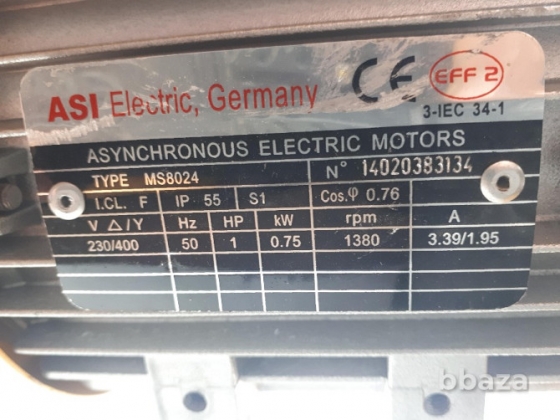 ASI Electric, Germany CE EFF 2
3-IEC 34-1
ASYNCHRONOUS ELECTRIC MOTORS
TYPE MS8024 N° 14020383134
I.CL. F IP 55 S1 Cos.φ 0.76
V Δ/Y Hz HP kW rpm A
230/400 50 1 0.75 1380 3.39/1.95
bbaza